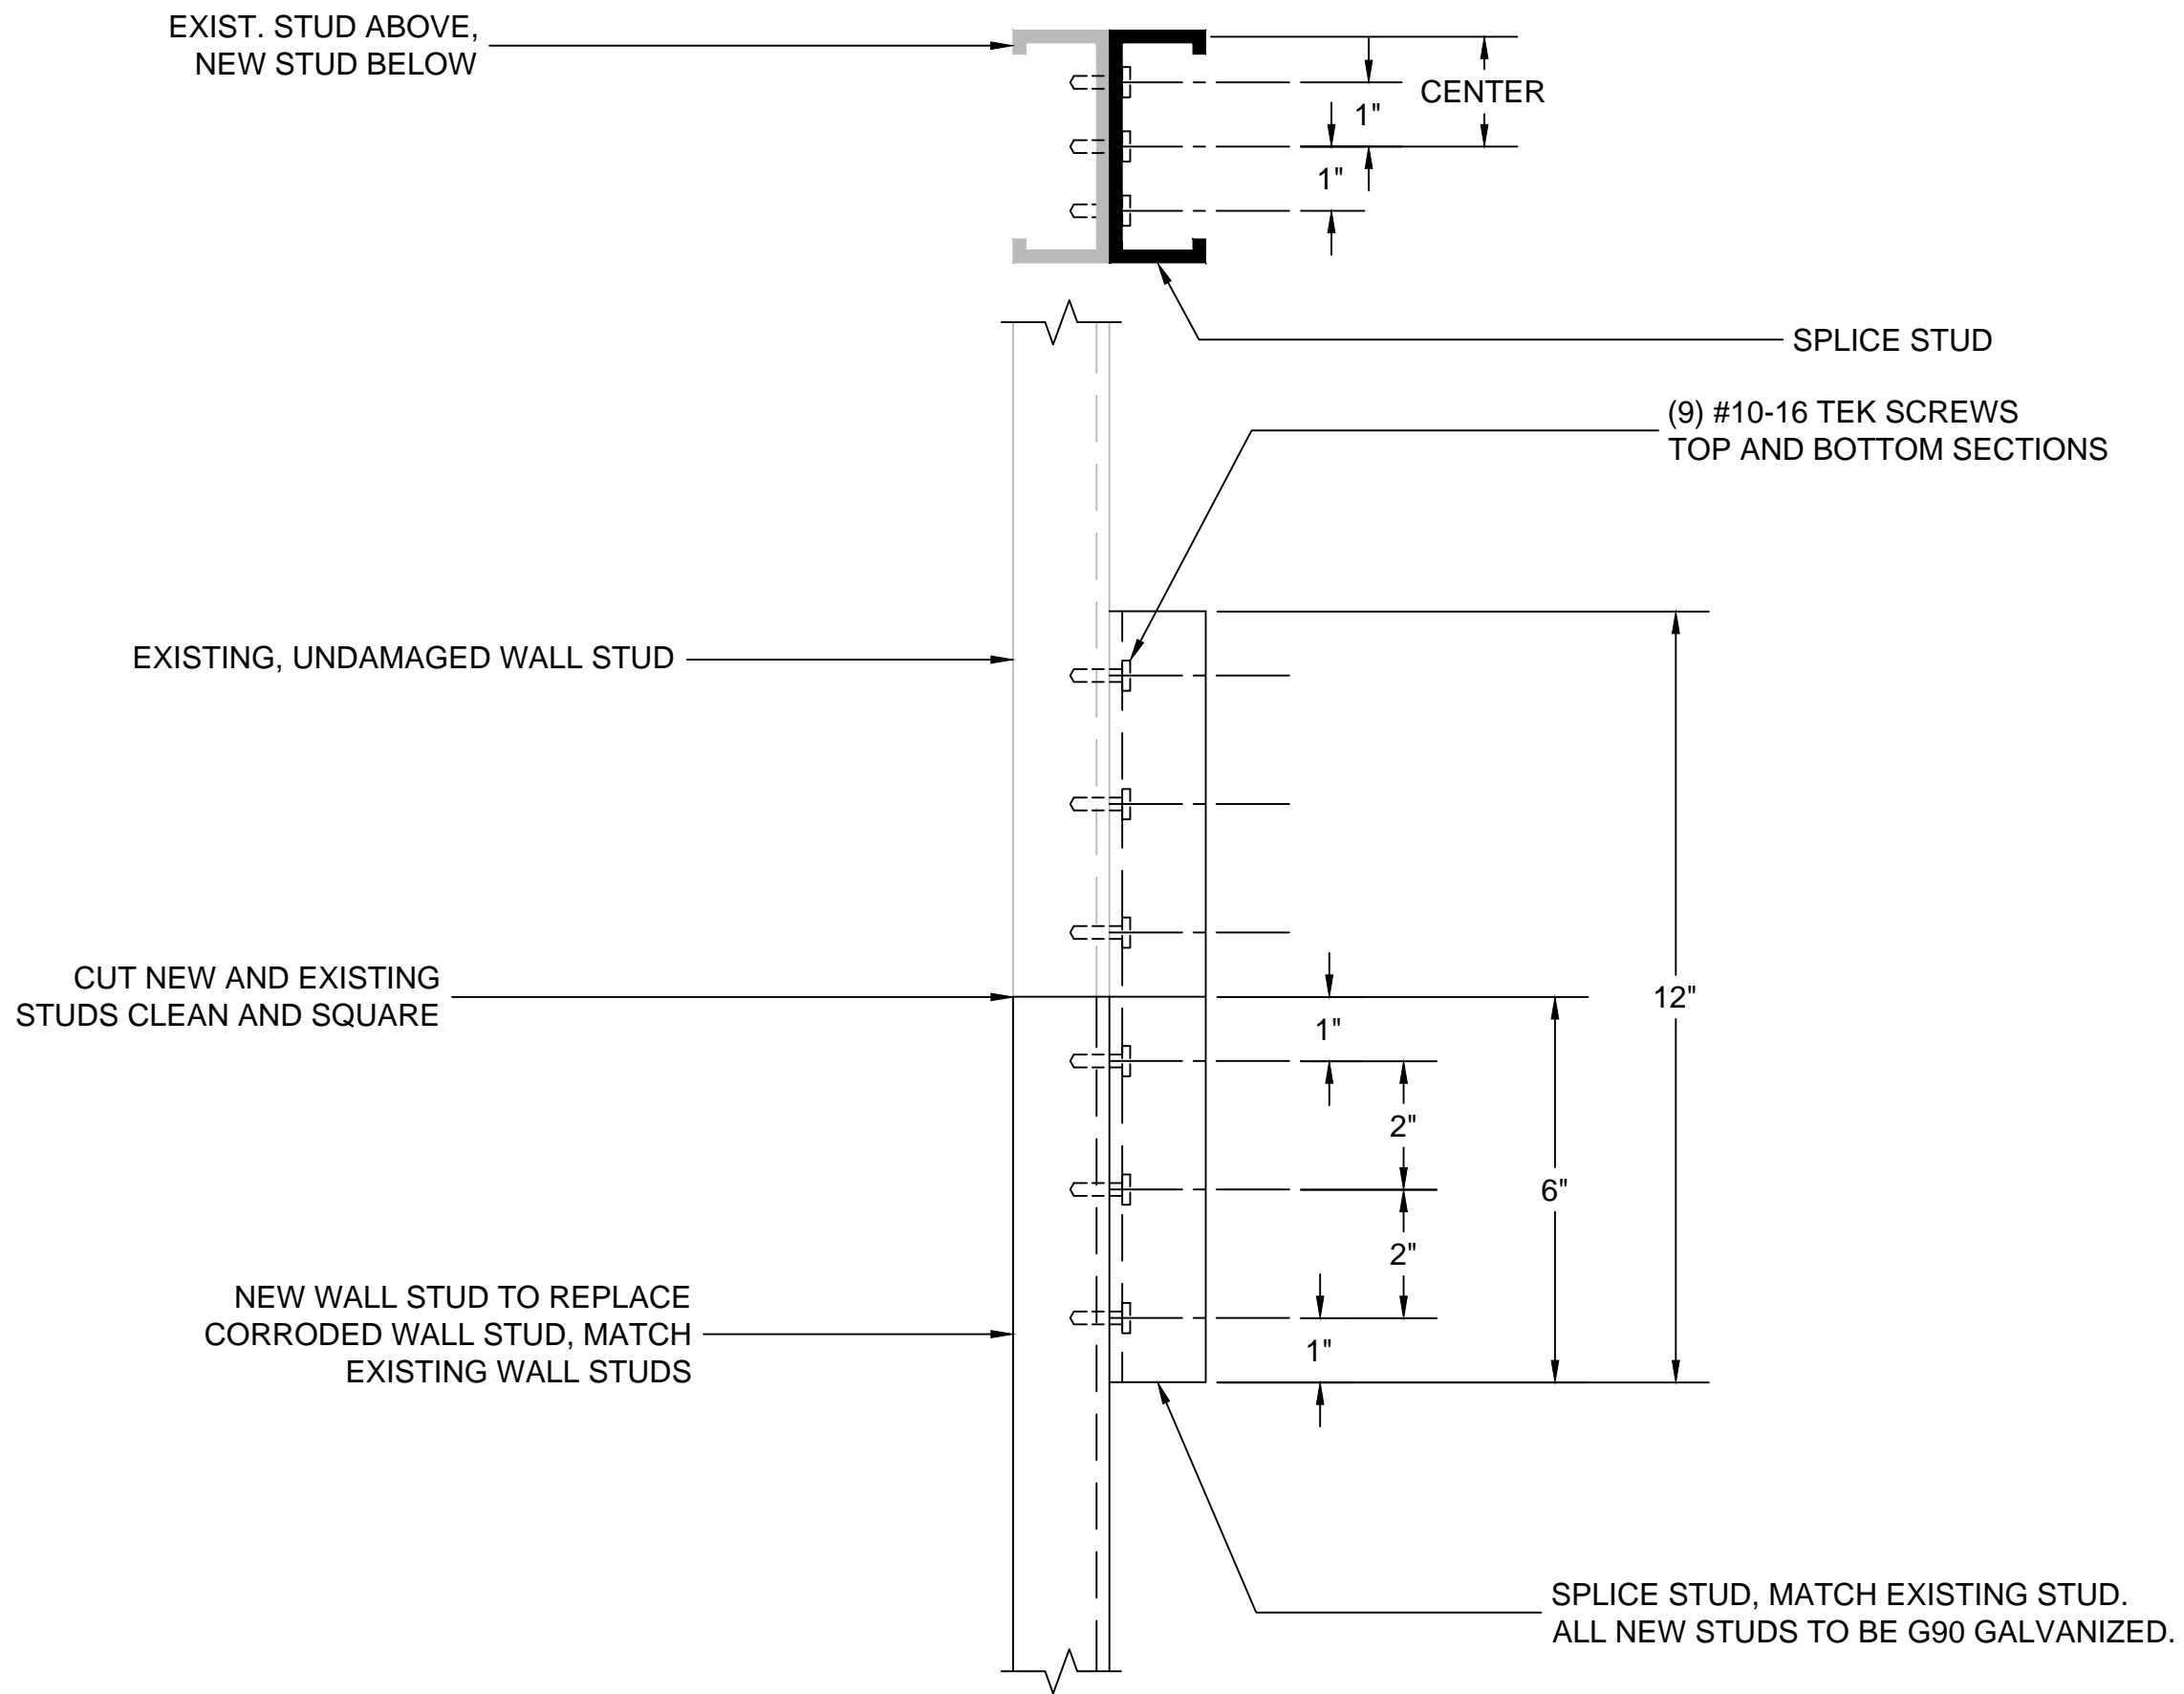 EXIST. STUD ABOVE,
NEW STUD BELOW
CENTER
1"
1"
SPLICE STUD
(9) #10-16 TEK SCREWS
TOP AND BOTTOM SECTIONS
EXISTING, UNDAMAGED WALL STUD
CUT NEW AND EXISTING
STUDS CLEAN AND SQUARE
12"
1"
2"
6"
2"
1"
NEW WALL STUD TO REPLACE
CORRODED WALL STUD, MATCH
EXISTING WALL STUDS
SPLICE STUD, MATCH EXISTING STUD.
ALL NEW STUDS TO BE G90 GALVANIZED.